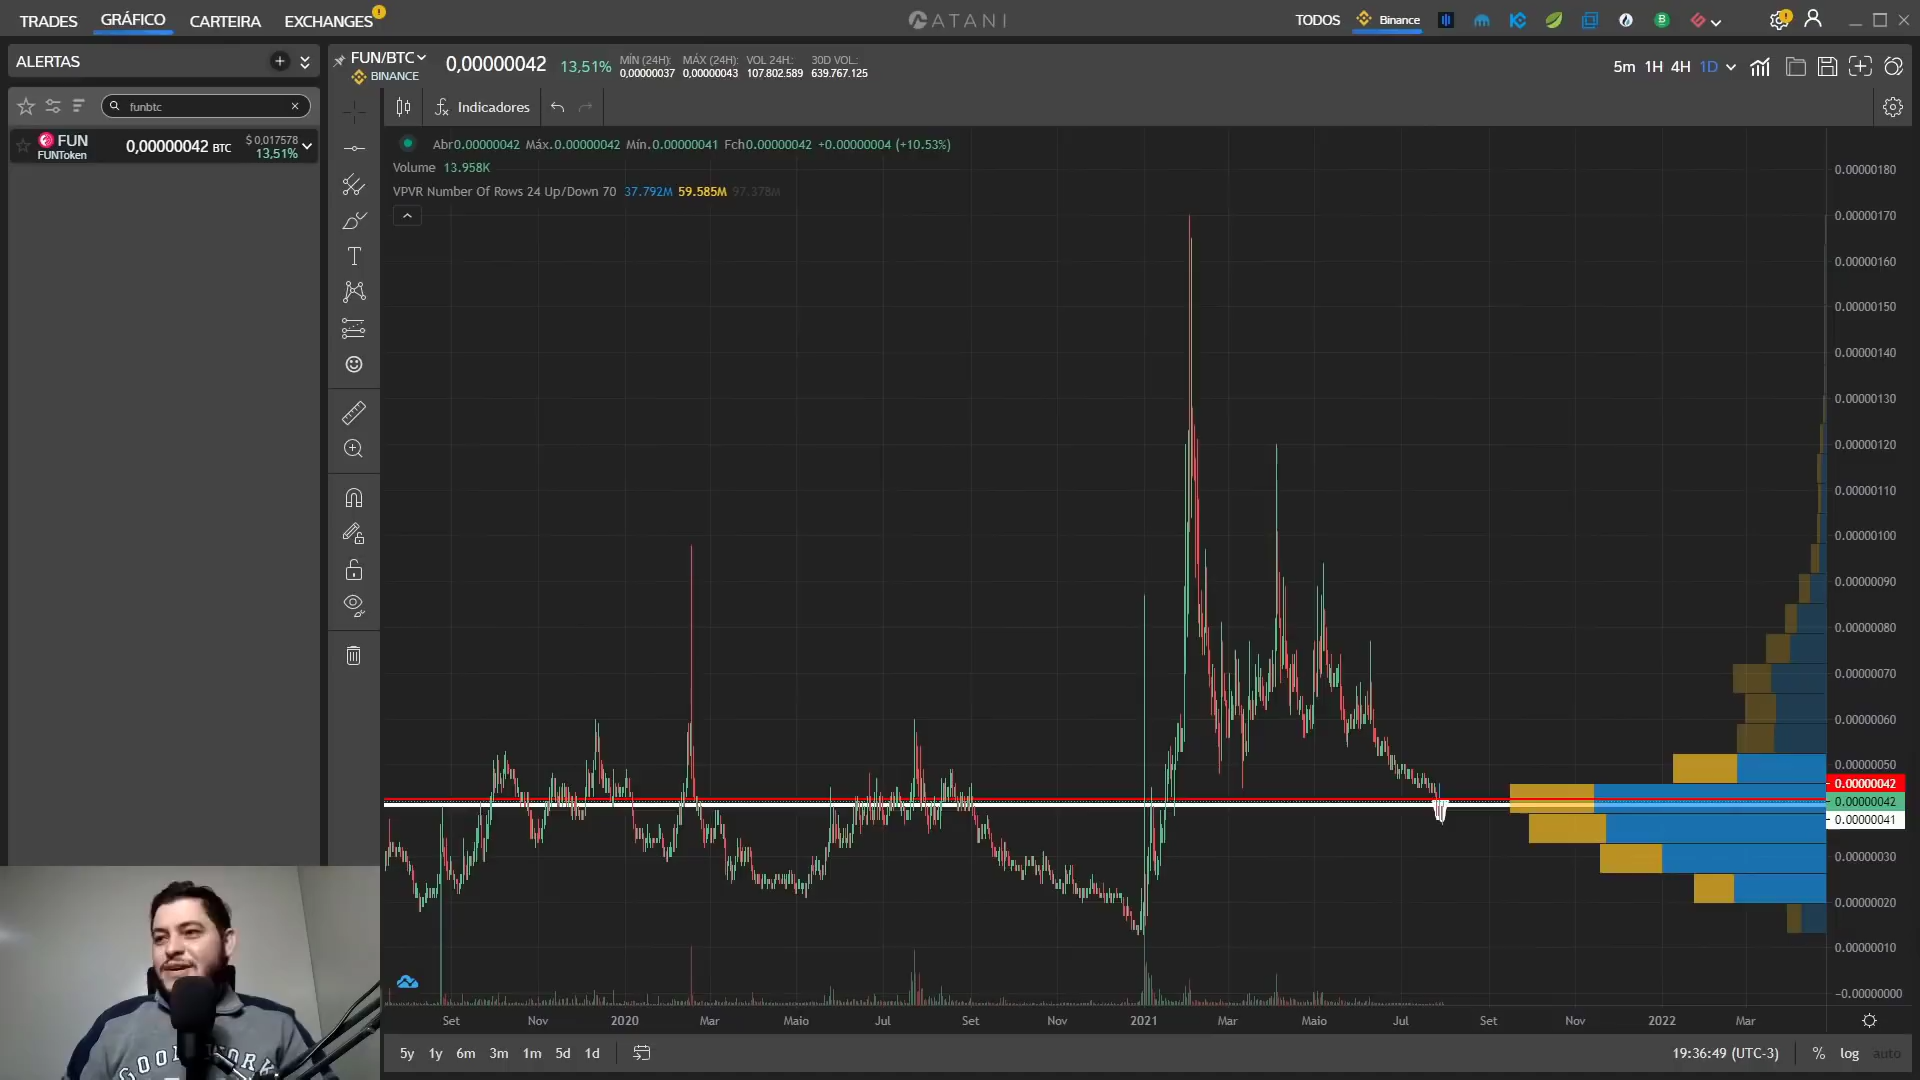 TRADES GRÁFICO CARTEIRA EXCHANGES !
ATANI
TODOS Binance
ALERTAS
funbtc
FUN 0,00000042 BTC $ 0,017578
FUNToken 13,51%
FUN/BTC 0,00000042 13,51% MÍN (24H): MÁX (24H): VOL 24H.: 30D VOL.:
BINANCE 0,00000037 0,00000043 107.802.589 639.767.125
5m 1H 4H 1D
Indicadores
Abr0.00000042 Máx.0.00000042 Mín.0.00000041 Fch0.00000042 +0.00000004 (+10.53%)
Volume 13.958K
VPVR Number Of Rows 24 Up/Down 70 37.792M 59.585M 97.378M
0.00000180
0.00000170
0.00000160
0.00000150
0.00000140
0.00000130
0.00000120
0.00000110
0.00000100
0.00000090
0.00000080
0.00000070
0.00000060
0.00000050
0.00000042
0.00000042
0.00000041
0.00000030
0.00000020
0.00000010
-0.00000000
Set Nov 2020 Mar Maio Jul Set Nov 2021 Mar Maio Jul Set Nov 2022 Mar
5y 1y 6m 3m 1m 5d 1d 19:36:49 (UTC-3) % log auto
GOOD WORK